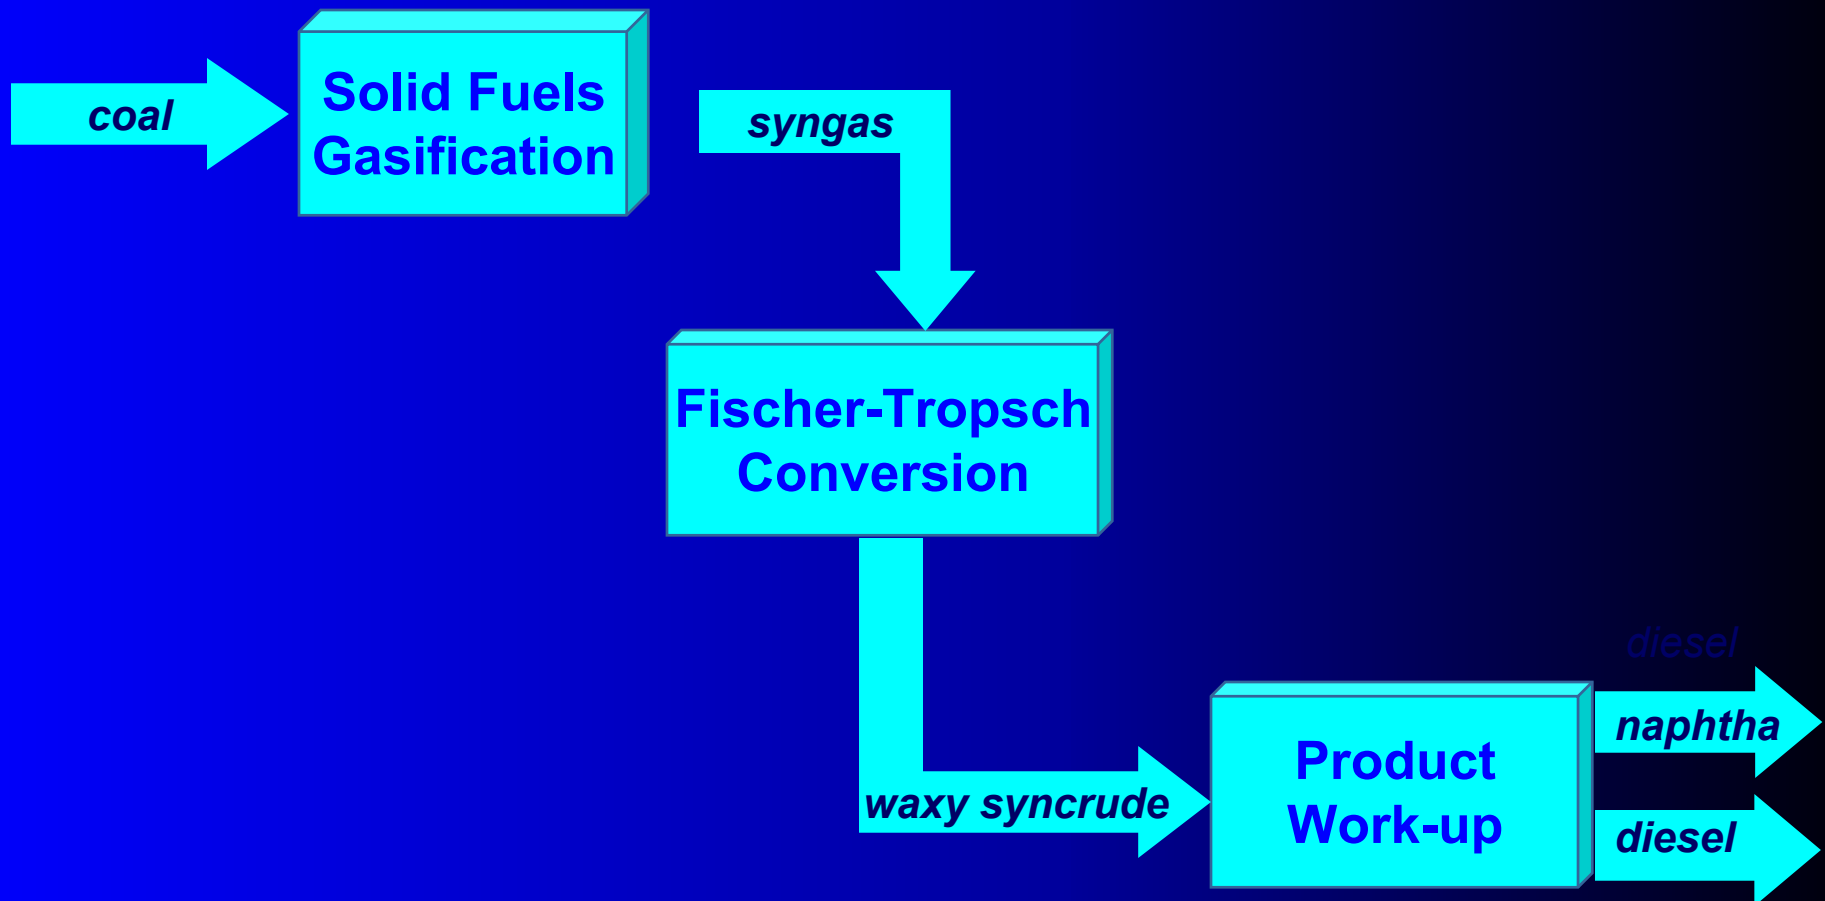 coal
Solid Fuels
Gasification
syngas
Fischer-Tropsch
Conversion
waxy syncrude
Product
Work-up
diesel
naphtha
diesel